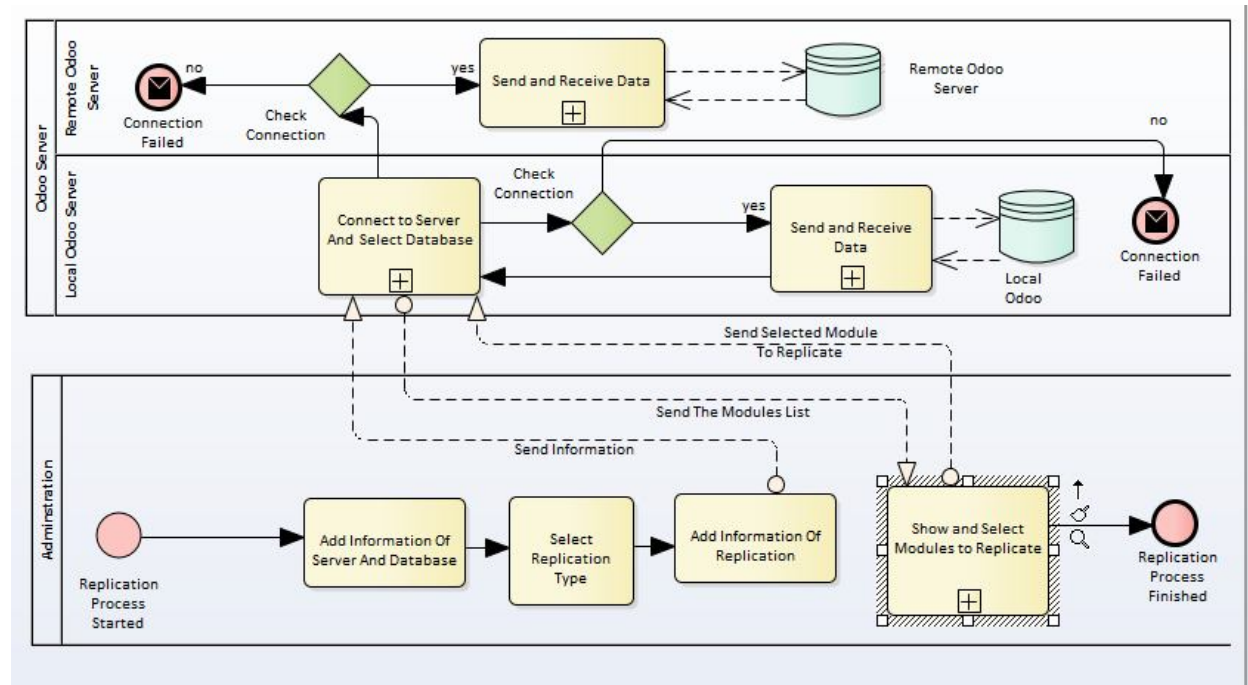 Odoo Server
Remote Odoo
Server
no
Connection
Failed
Check
Connection
yes
Send and Receive Data
Remote Odoo
Server
Local Odoo Server
Connect to Server
And Select Database
Check
Connection
yes
Send and Receive
Data
Local
Odoo
no
Connection
Failed
Send Selected Module
To Replicate
Send The Modules List
Send Information
Adminstration
Replication
Process
Started
Add Information Of
Server And Database
Select
Replication
Type
Add Information Of
Replication
Show and Select
Modules to Replicate
Replication
Process
Finished